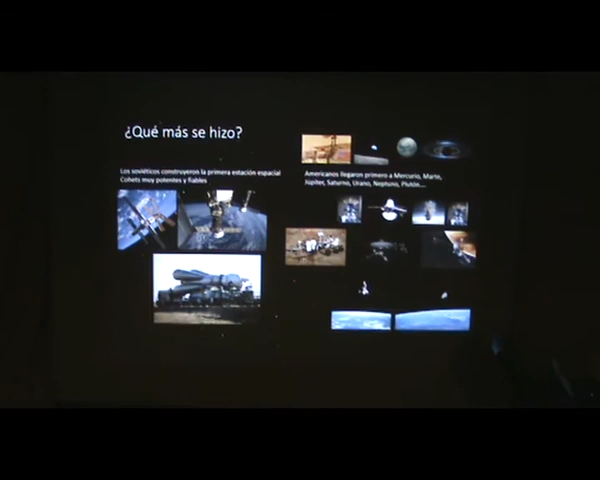 ¿Qué más se hizo?
Los soviéticos construyeron la primera estación espacial
Cohets muy potentes y fiables
Americanos llegaron primero a Mercurio, Marte,
Júpiter, Saturno, Urano, Neptuno, Plutón....